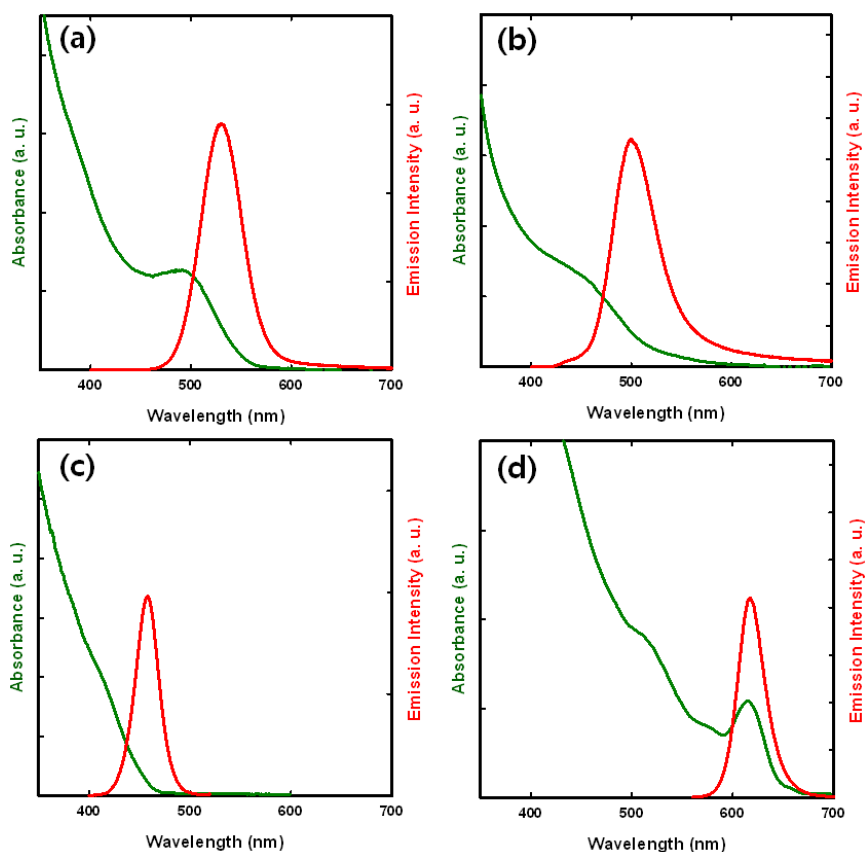 (a)
Absorbance (a. u.)
Emission Intensity (a. u.)
400 500 600 700
Wavelength (nm)
(b)
Absorbance (a. u.)
Emission Intensity (a. u.)
400 500 600 700
Wavelength (nm)
(c)
Absorbance (a. u.)
Emission Intensity (a. u.)
400 500 600 700
Wavelength (nm)
(d)
Absorbance (a. u.)
Emission Intensity (a. u.)
400 500 600 700
Wavelength (nm)